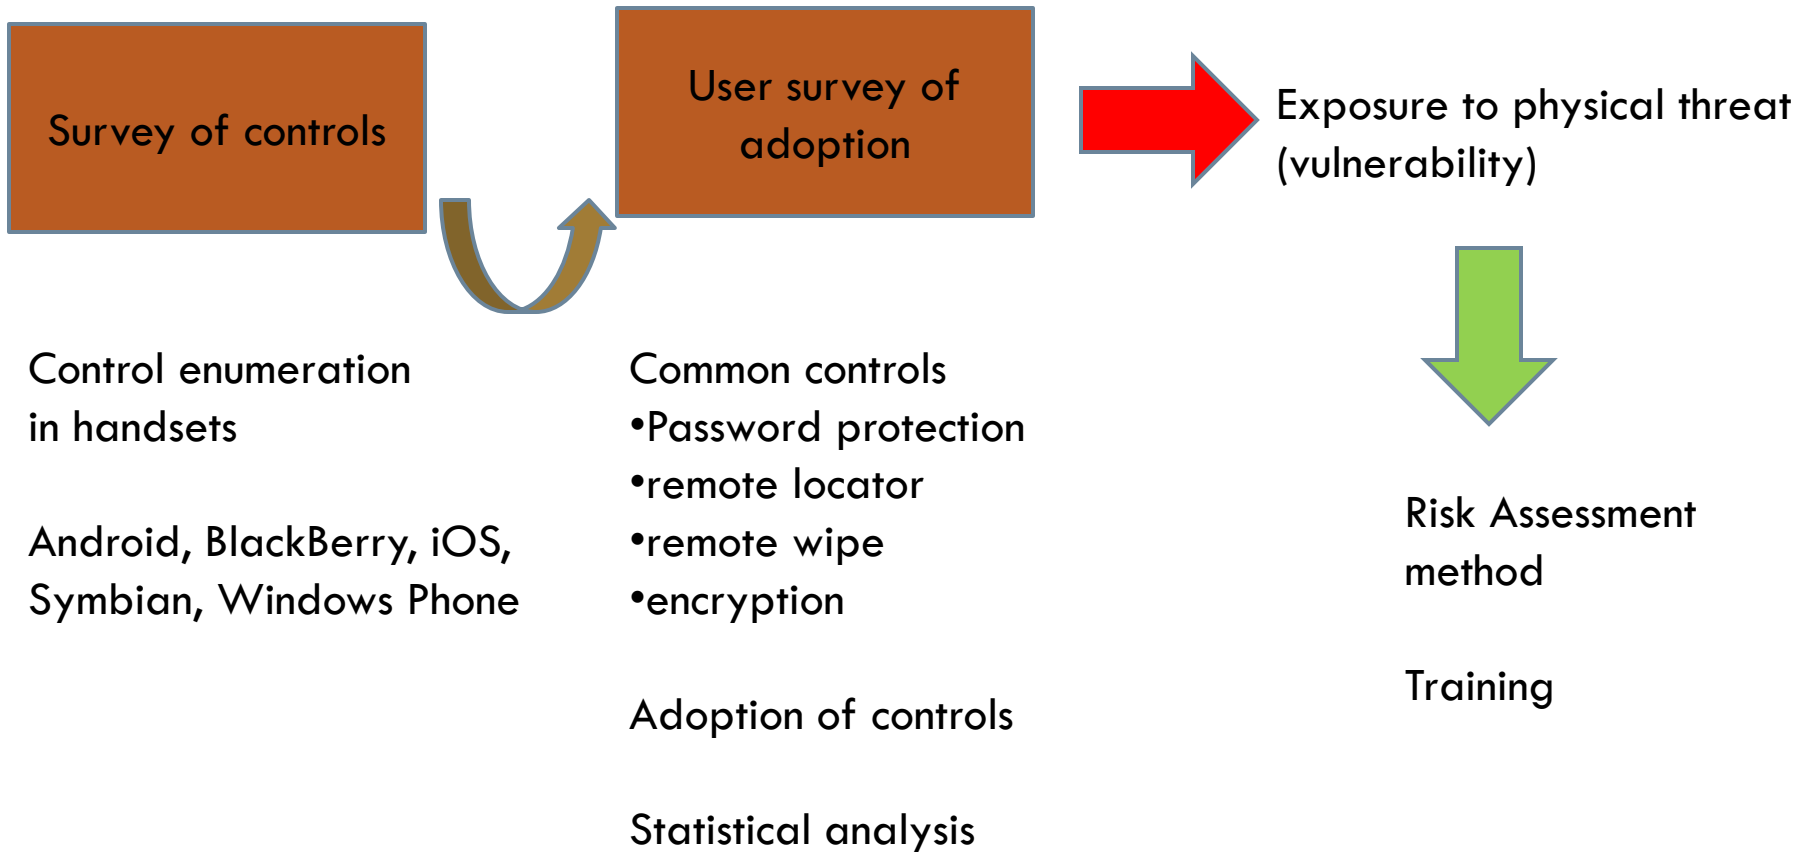 Survey of controls
User survey of
adoption
Exposure to physical threat
(vulnerability)
Control enumeration
in handsets
Android, BlackBerry, iOS,
Symbian, Windows Phone
Common controls
•Password protection
•remote locator
•remote wipe
•encryption
Adoption of controls
Statistical analysis
Risk Assessment
method
Training